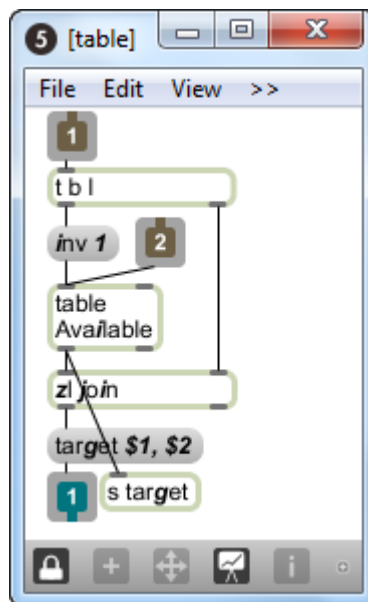 5 [table]
File Edit View >>
1
t b l
inv 1
2
table
Available
zl join
target $1, $2
1
s target